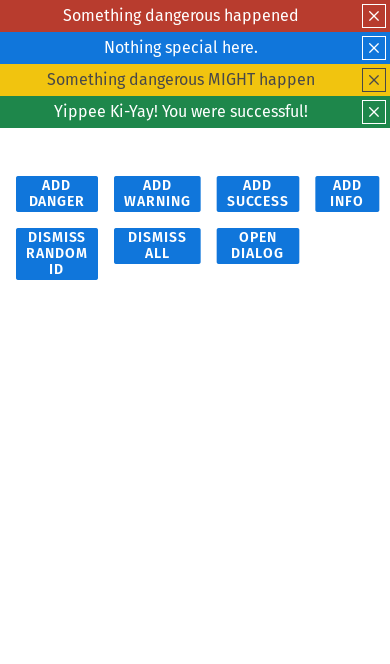 Something dangerous happened
Nothing special here.
Something dangerous MIGHT happen
Yippee Ki-Yay! You were successful!
ADD DANGER
ADD WARNING
ADD SUCCESS
ADD INFO
DISMISS RANDOM ID
DISMISS ALL
OPEN DIALOG